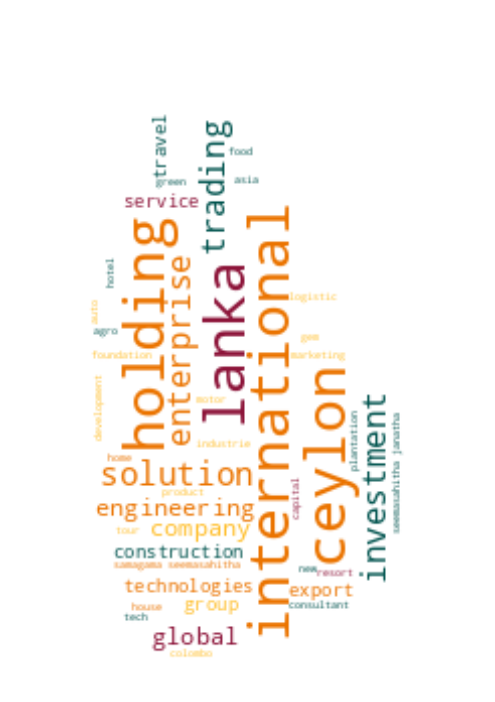 travel
trading
food
green
asia
service
holding
international
enterprise
lanka
hotel
logistic
auto
agro
gem
foundation
marketing
ceylon
development
motor
investment
plantation
seemasahitha janatha
industrie
home
solution
product
capital
engineering
tour
company
construction
samagama seemasahitha
new
resort
technologies
export
house
group
consultant
tech
global
colombo